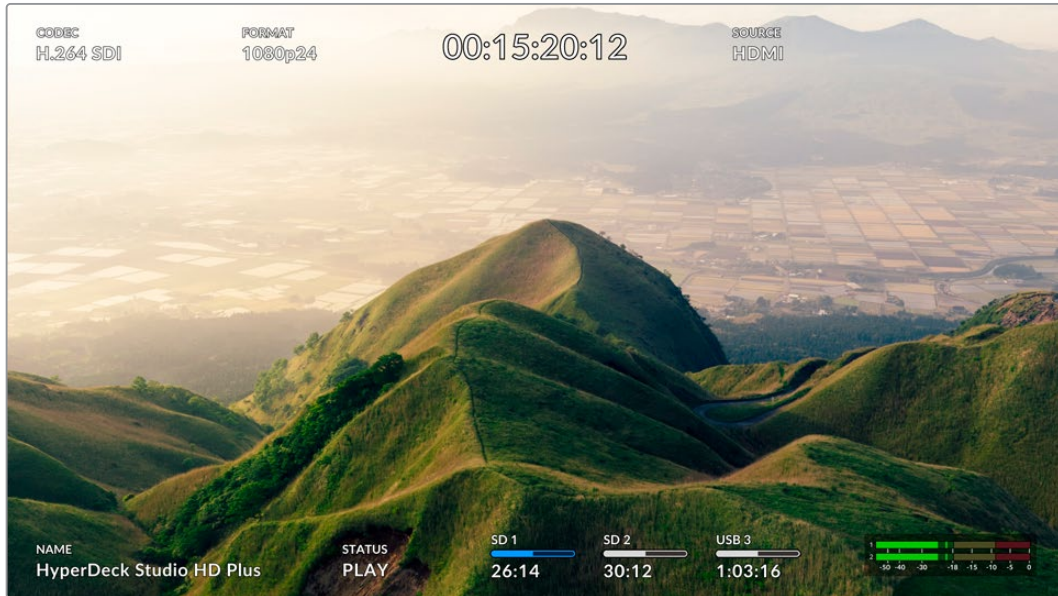 CODEC
H.264 SDI
FORMAT
1080p24
00:15:20:12
SOURCE
HDMI
NAME
HyperDeck Studio HD Plus
STATUS
PLAY
SD 1
26:14
SD 2
30:12
USB 3
1:03:16
1
2
-50 -40 -30 -18 -15 -10 -5 0